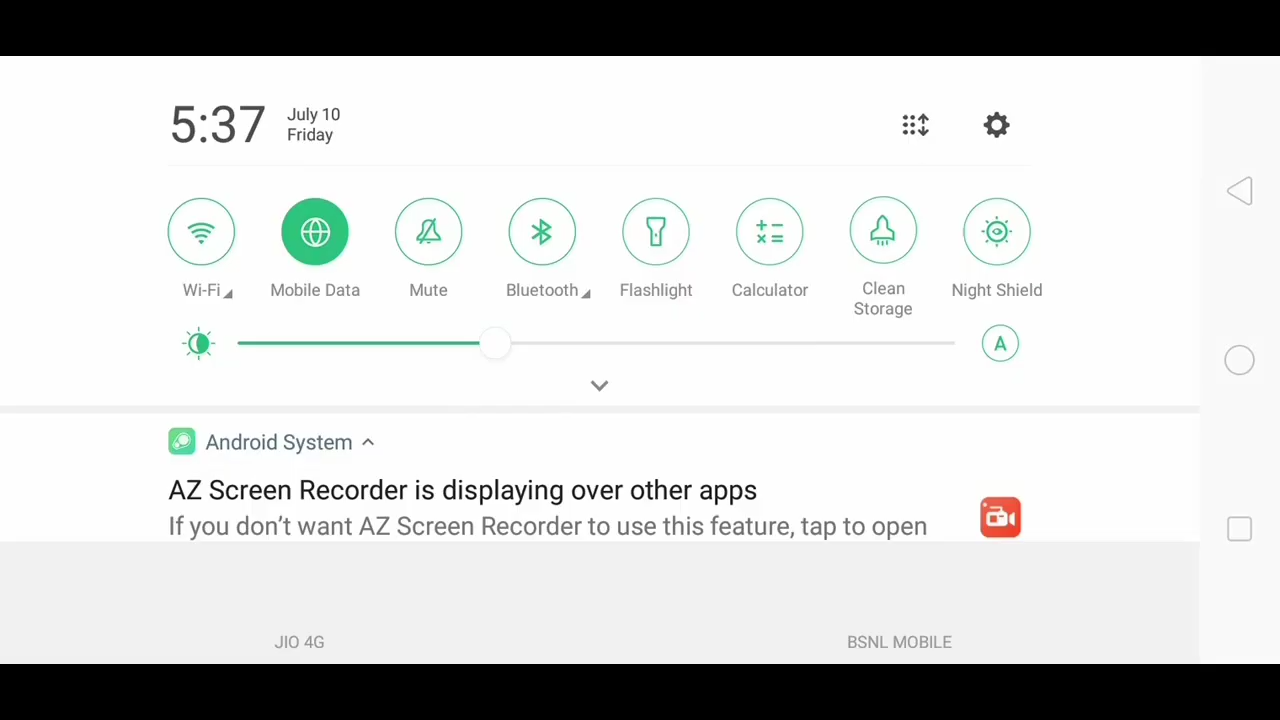 5:37
July 10
Friday
Wi-Fi
Mobile Data
Mute
Bluetooth
Flashlight
Calculator
Clean
Storage
Night Shield
A
Android System
AZ Screen Recorder is displaying over other apps
If you don’t want AZ Screen Recorder to use this feature, tap to open
JIO 4G
BSNL MOBILE